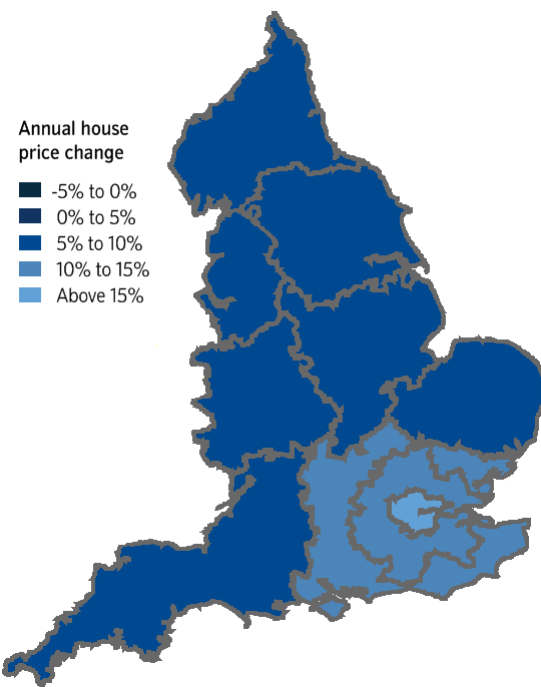 Annual house
price change
-5% to 0%
0% to 5%
5% to 10%
10% to 15%
Above 15%